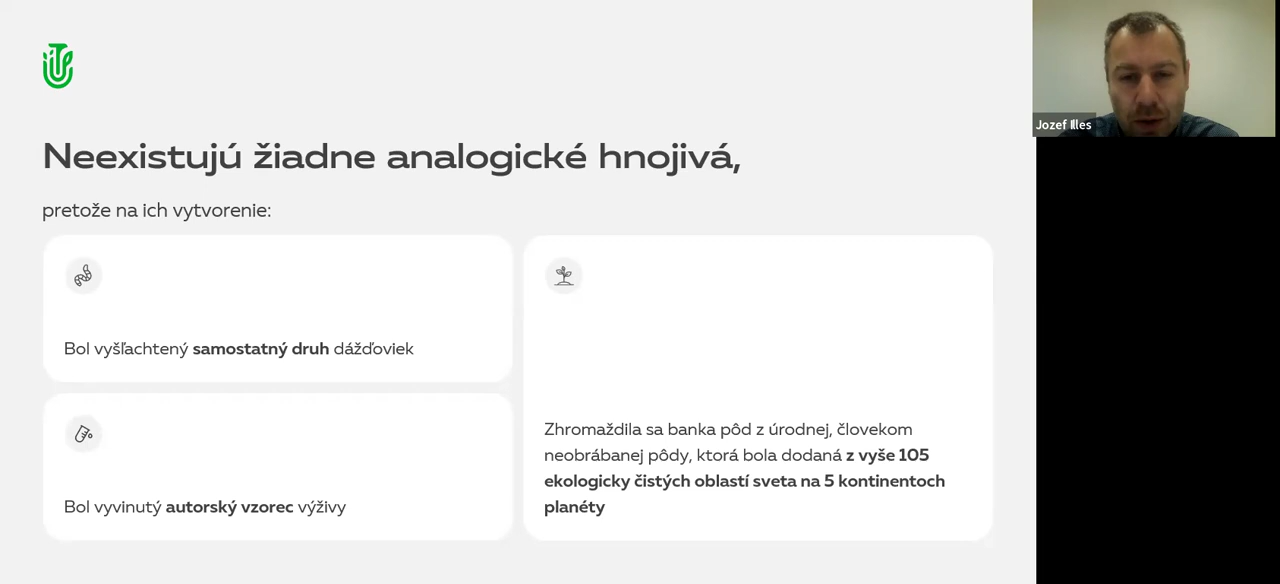 Neexistujú žiadne analogické hnojivá,
pretože na ich vytvorenie:
Bol vyšľachtený samostatný druh dážďoviek
Bol vyvinutý autorský vzorec výživy
Zhromaždila sa banka pôd z úrodnej, človekom
neobrábanej pôdy, ktorá bola dodaná z vyše 105
ekologicky čistých oblastí sveta na 5 kontinentoch
planéty
Jozef Illes